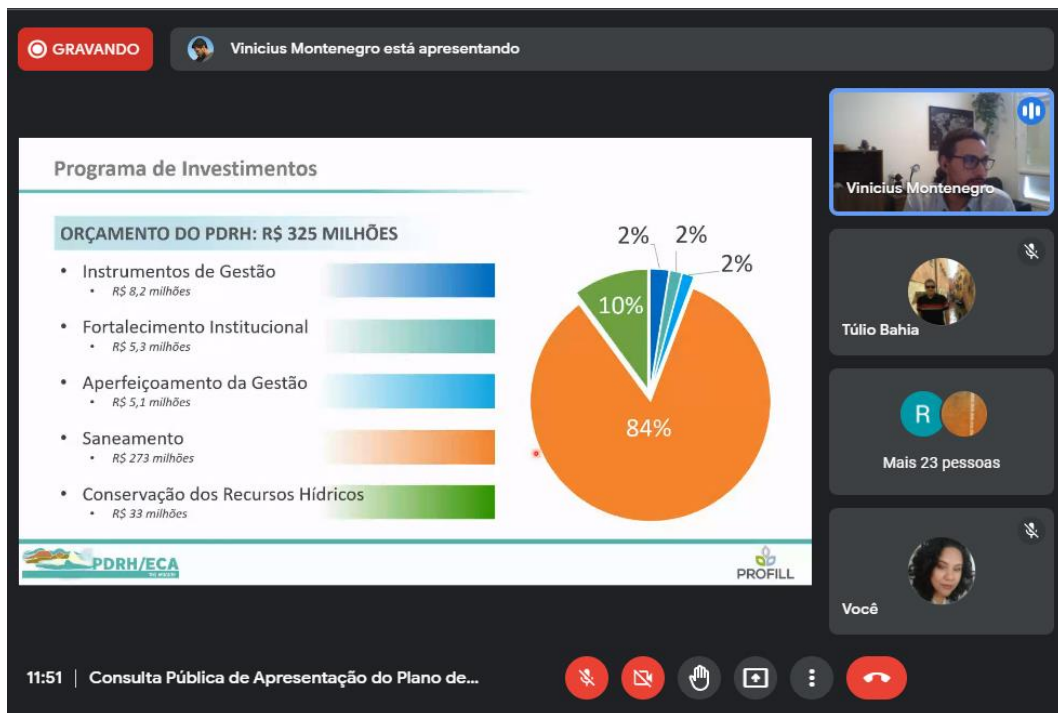 GRAVANDO
Vinicius Montenegro está apresentando
Programa de Investimentos
ORÇAMENTO DO PDRH: R$ 325 MILHÕES
• Instrumentos de Gestão
• R$ 8,2 milhões
• Fortalecimento Institucional
• R$ 5,3 milhões
• Aperfeiçoamento da Gestão
• R$ 5,1 milhões
• Saneamento
• R$ 273 milhões
• Conservação dos Recursos Hídricos
• R$ 33 milhões
2% 2%
2%
10%
84%
PDRH/ECA
PROFILL
Vinicius Montenegro
Túlio Bahia
R
Mais 23 pessoas
Você
11:51 | Consulta Pública de Apresentação do Plano de...